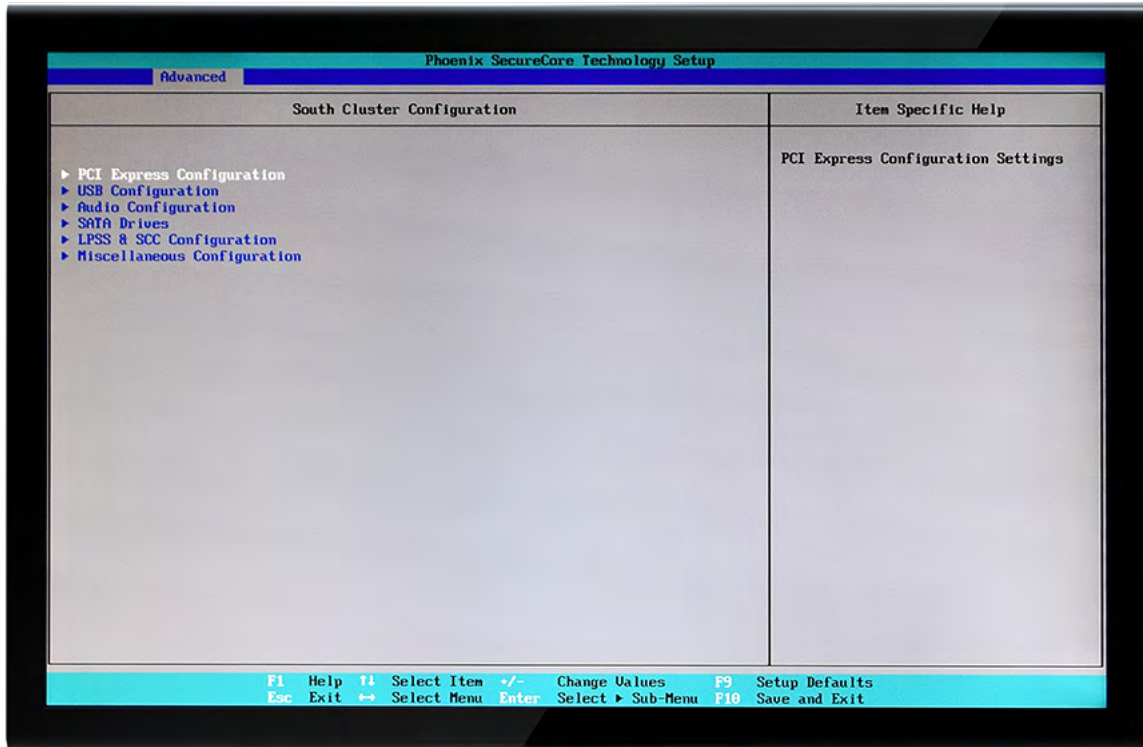 Phoenix SecureCore Technology Setup
Advanced
South Cluster Configuration
Item Specific Help
PCI Express Configuration Settings
▶ PCI Express Configuration
▶ USB Configuration
▶ Audio Configuration
▶ SATA Drives
▶ LPSS & SCC Configuration
▶ Miscellaneous Configuration
F1 Help ↑↓ Select Item +/- Change Values F9 Setup Defaults
Esc Exit ↔ Select Menu Enter Select ▶ Sub-Menu F10 Save and Exit